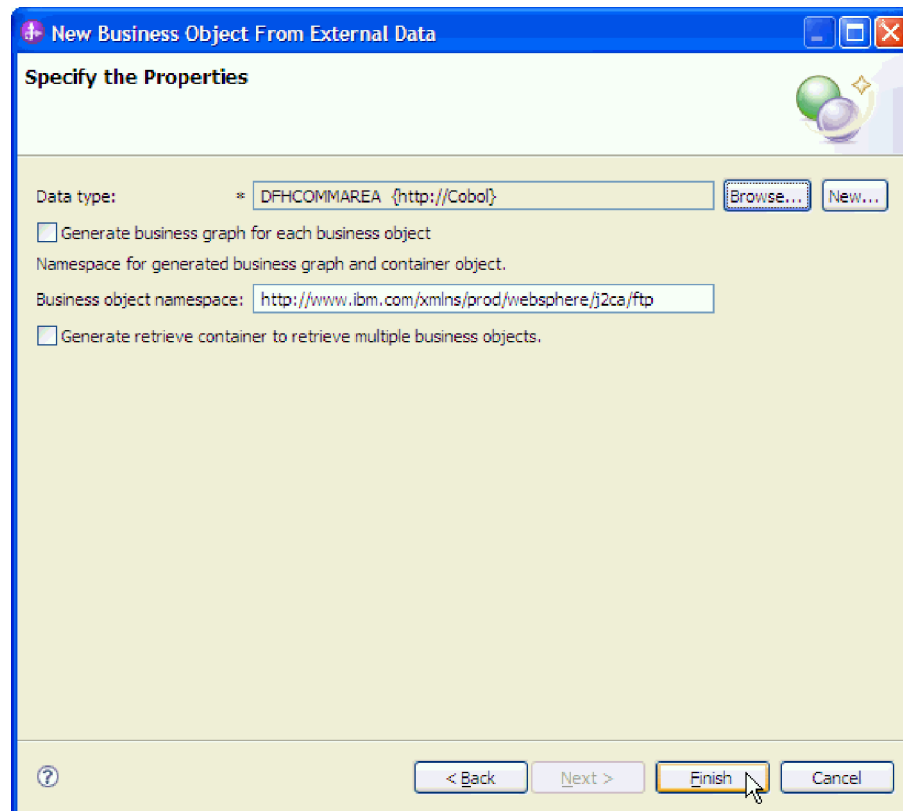 New Business Object From External Data
Specify the Properties
Data type: * DFHCOMMAREA {http://Cobol} Browse... New...
Generate business graph for each business object
Namespace for generated business graph and container object.
Business object namespace: http://www.ibm.com/xmlns/prod/websphere/j2ca/ftp
Generate retrieve container to retrieve multiple business objects.
? < Back Next > Finish Cancel